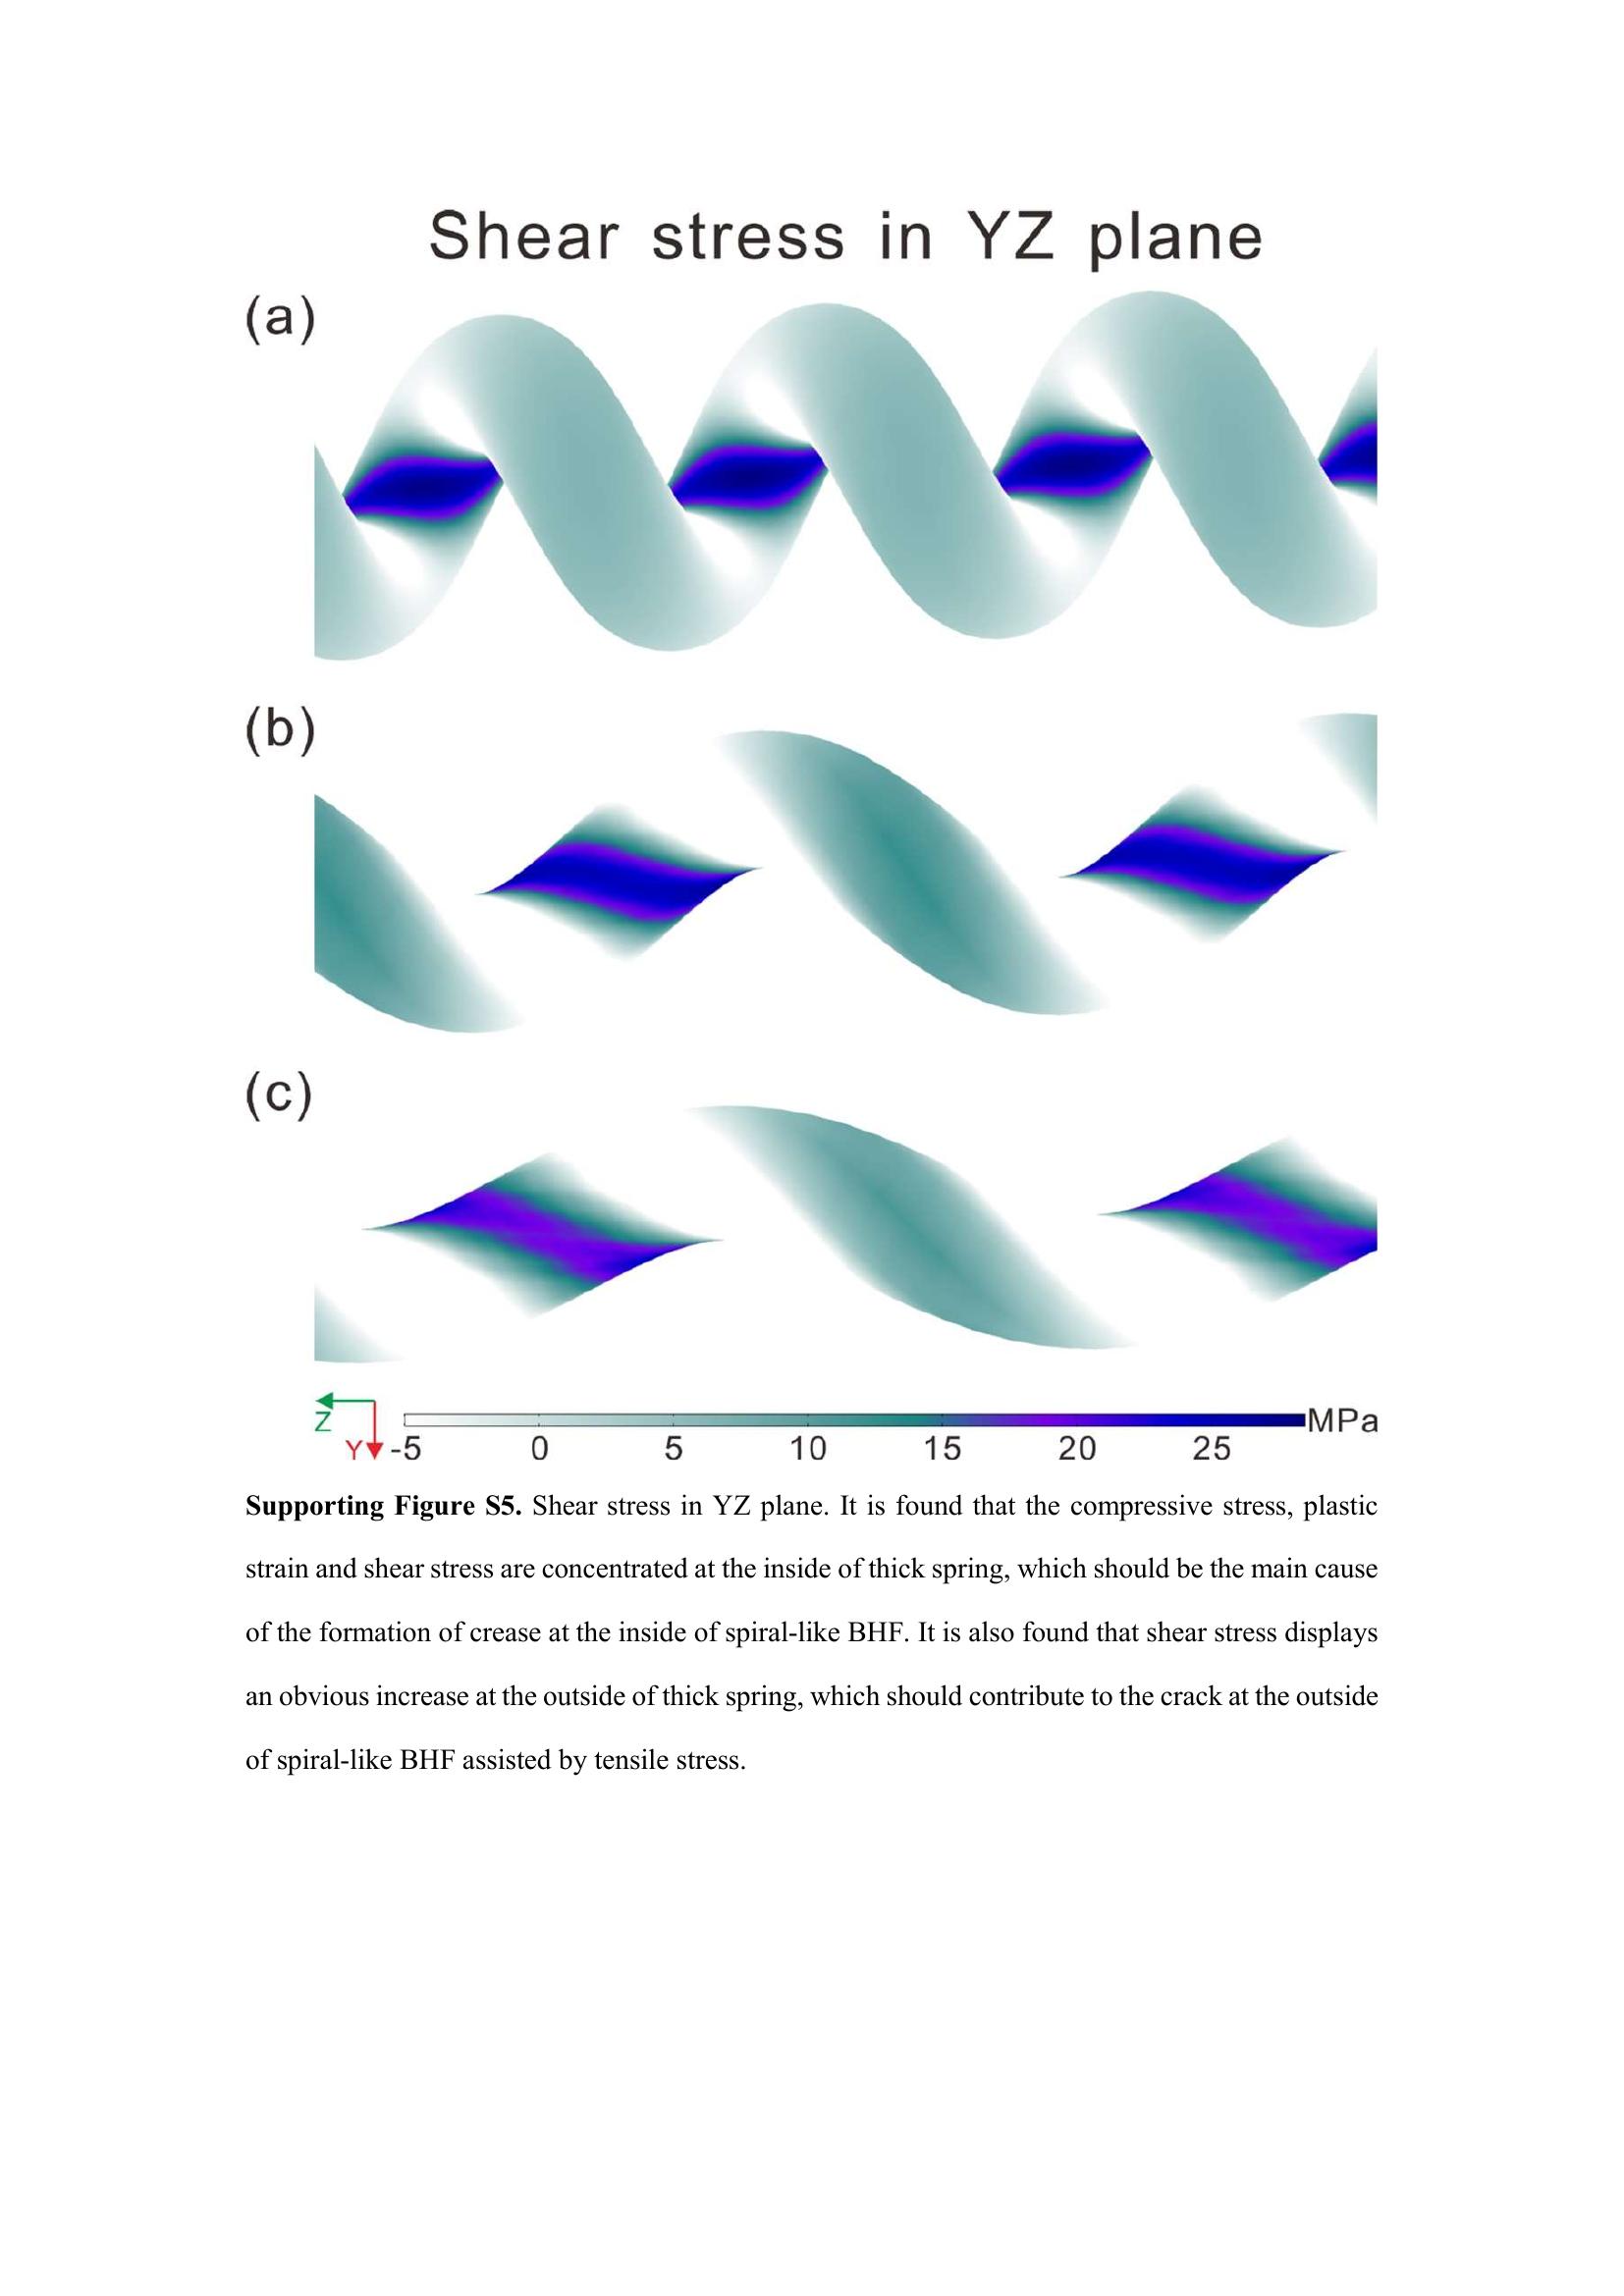 Shear stress in YZ plane
(a)
(b)
(c)
Z
Y
-5 0 5 10 15 20 25
MPa
Supporting Figure S5. Shear stress in YZ plane. It is found that the compressive stress, plastic
strain and shear stress are concentrated at the inside of thick spring, which should be the main cause
of the formation of crease at the inside of spiral-like BHF. It is also found that shear stress displays
an obvious increase at the outside of thick spring, which should contribute to the crack at the outside
of spiral-like BHF assisted by tensile stress.